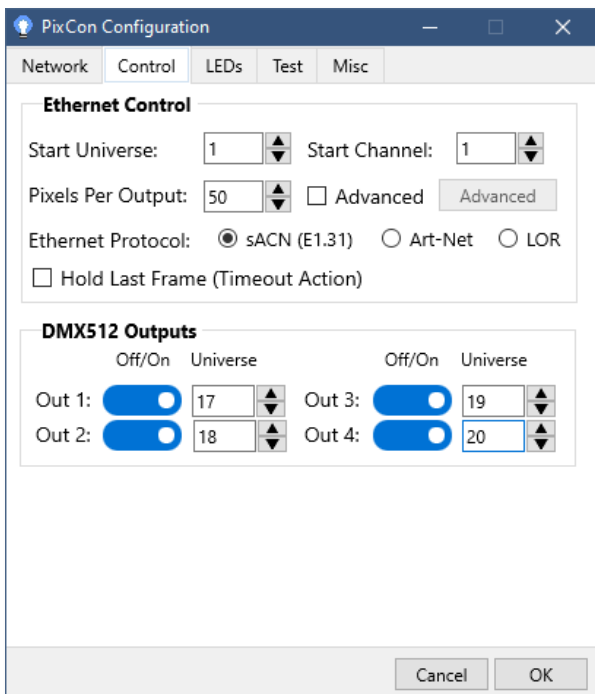 PixCon Configuration
Network Control LEDs Test Misc
Ethernet Control
Start Universe: 1 Start Channel: 1
Pixels Per Output: 50 Advanced Advanced
Ethernet Protocol: sACN (E1.31) Art-Net LOR
Hold Last Frame (Timeout Action)
DMX512 Outputs
Off/On Universe Off/On Universe
Out 1: 17 Out 3: 19
Out 2: 18 Out 4: 20
Cancel OK